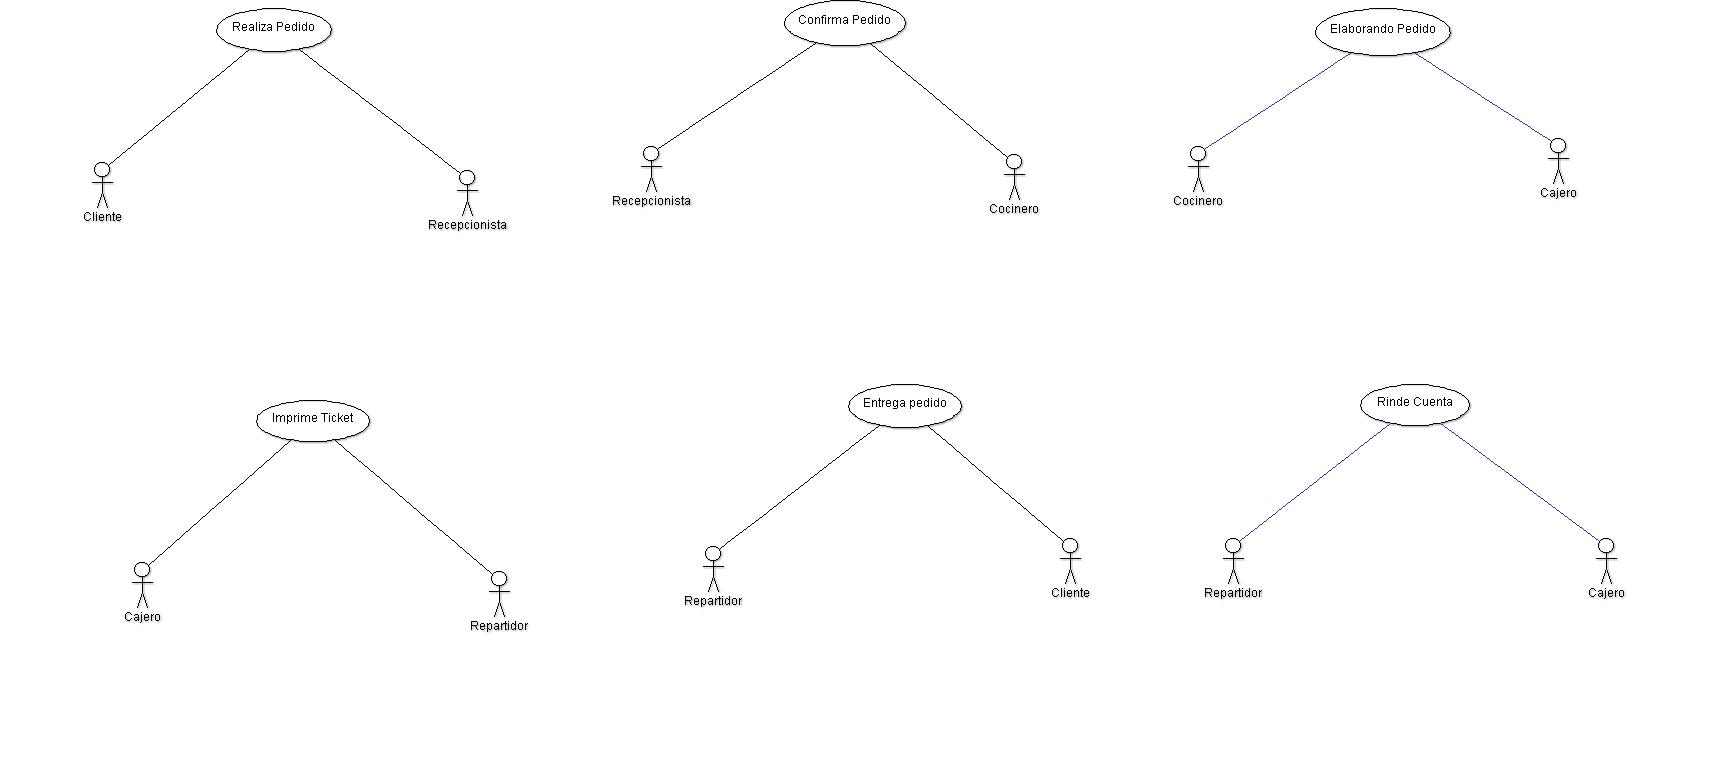 Realiza Pedido
Cliente
Recepcionista
Confirma Pedido
Recepcionista
Cocinero
Elaborando Pedido
Cocinero
Cajero
Imprime Ticket
Cajero
Repartidor
Entrega pedido
Repartidor
Cliente
Rinde Cuenta
Repartidor
Cajero